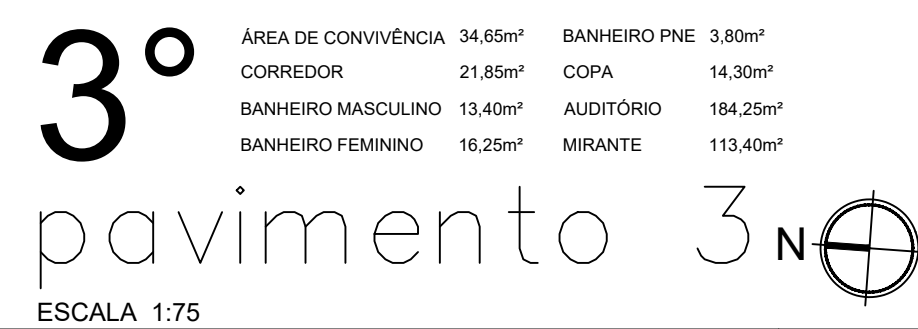 3°
ÁREA DE CONVIVÊNCIA 34,65m² BANHEIRO PNE 3,80m²
CORREDOR 21,85m² COPA 14,30m²
BANHEIRO MASCULINO 13,40m² AUDITÓRIO 184,25m²
BANHEIRO FEMININO 16,25m² MIRANTE 113,40m²
pavimento 3 N
ESCALA 1:75